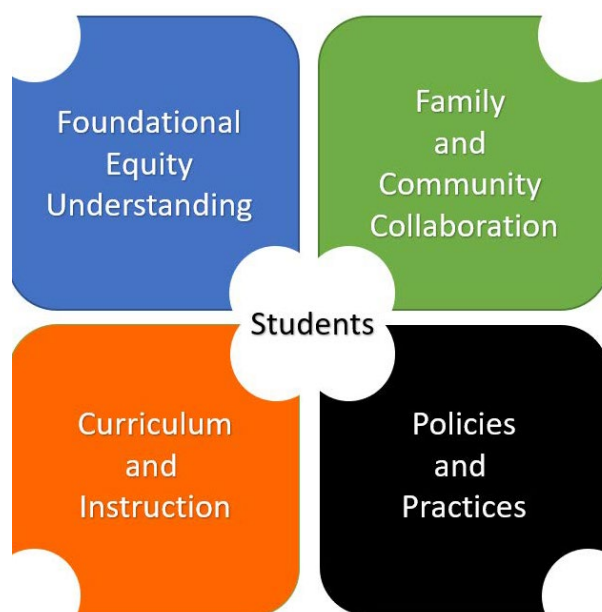 Foundational
Equity
Understanding
Family
and
Community
Collaboration
Students
Curriculum
and
Instruction
Policies
and
Practices